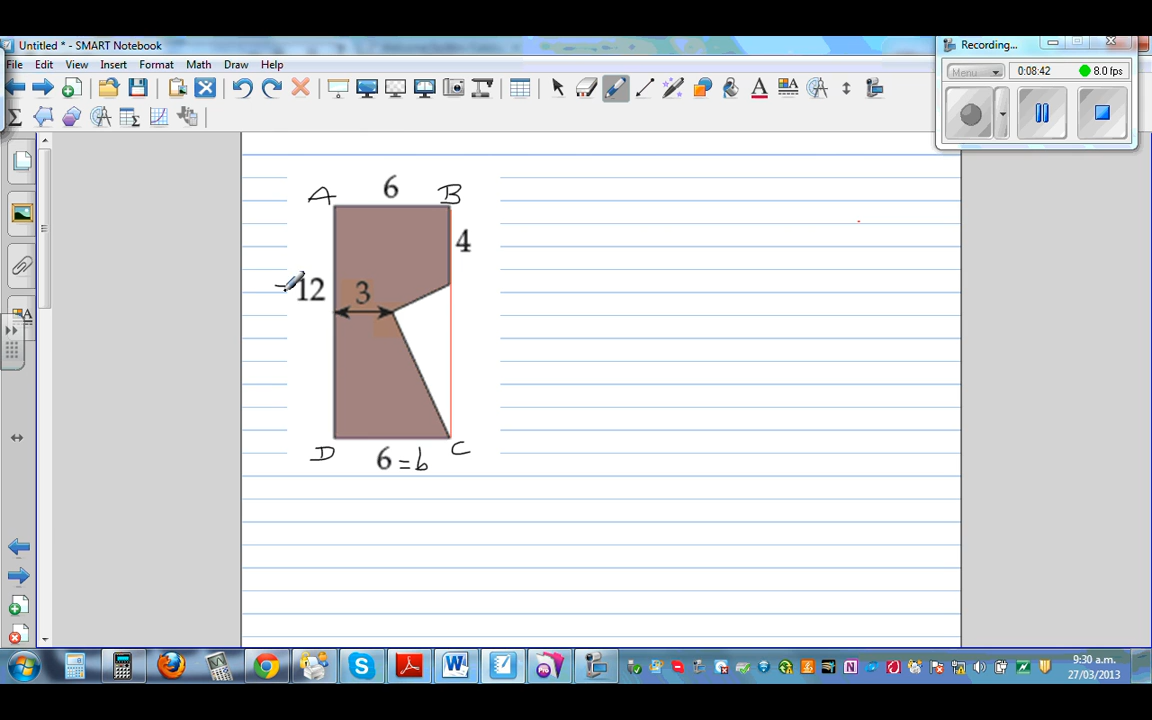 Untitled * - SMART Notebook
Recording...
File Edit View Insert Format Math Draw Help
Menu
0:08:42
8.0 fps
A 6 B
4
12
3
D C
6 = b
9:30 a.m.
27/03/2013